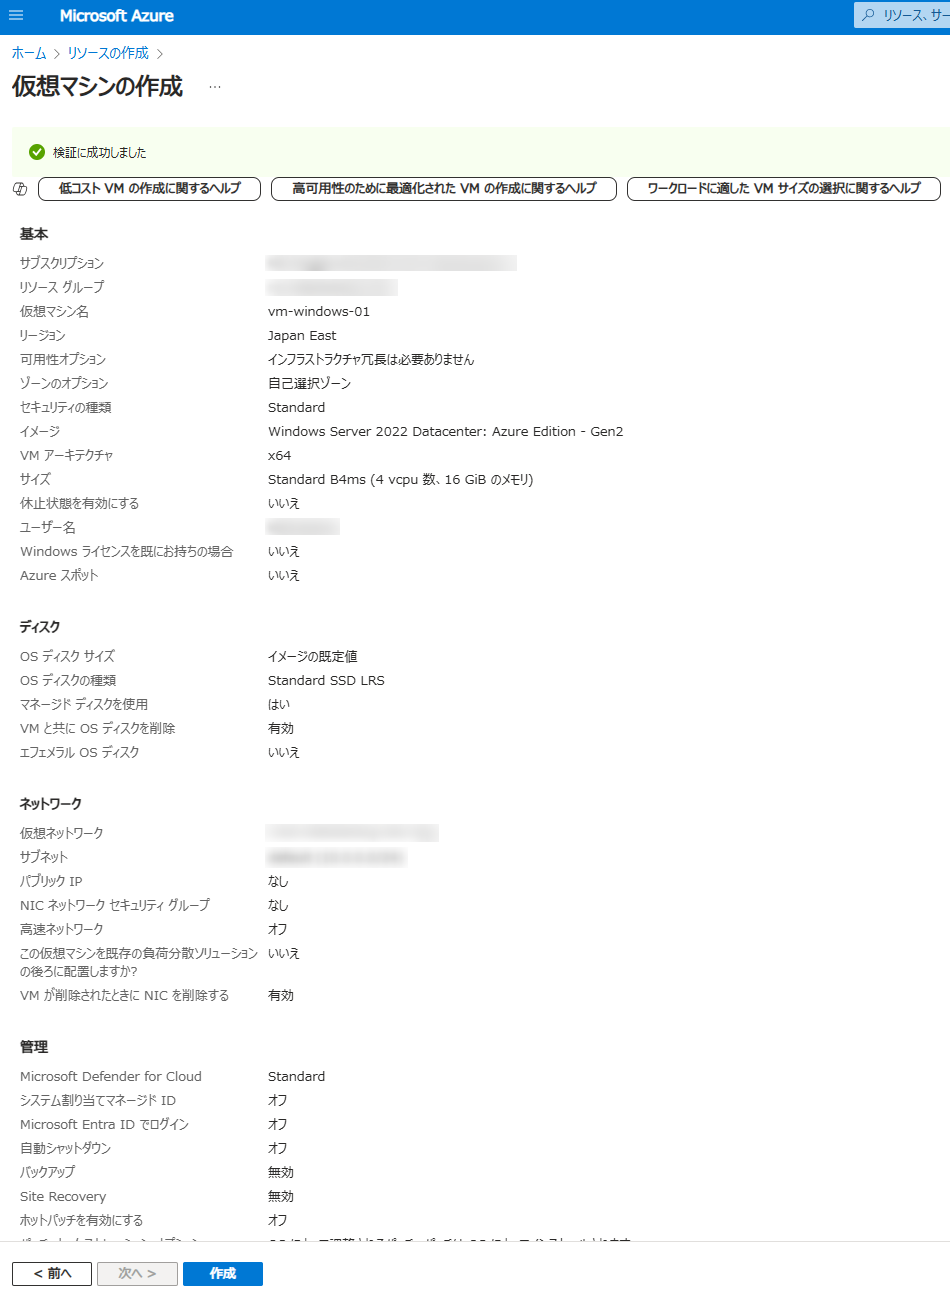 Microsoft Azure
リソース、サー
ホーム > リソースの作成 >
仮想マシンの作成 …
検証に成功しました
低コスト VM の作成に関するヘルプ 高可用性のために最適化された VM の作成に関するヘルプ ワークロードに適した VM サイズの選択に関するヘルプ
基本
サブスクリプション
リソース グループ
仮想マシン名 vm-windows-01
リージョン Japan East
可用性オプション インフラストラクチャ冗長は必要ありません
ゾーンのオプション 自己選択ゾーン
セキュリティの種類 Standard
イメージ Windows Server 2022 Datacenter: Azure Edition - Gen2
VM アーキテクチャ x64
サイズ Standard B4ms (4 vcpu 数、16 GiB のメモリ)
休止状態を有効にする いいえ
ユーザー名
Windows ライセンスを既にお持ちの場合 いいえ
Azure スポット いいえ
ディスク
OS ディスク サイズ イメージの既定値
OS ディスクの種類 Standard SSD LRS
マネージド ディスクを使用 はい
VM と共に OS ディスクを削除 有効
エフェメラル OS ディスク いいえ
ネットワーク
仮想ネットワーク
サブネット
パブリック IP なし
NIC ネットワーク セキュリティ グループ なし
高速ネットワーク オフ
この仮想マシンを既存の負荷分散ソリューション いいえ
の後ろに配置しますか?
VM が削除されたときに NIC を削除する 有効
管理
Microsoft Defender for Cloud Standard
システム割り当てマネージド ID オフ
Microsoft Entra ID でログイン オフ
自動シャットダウン オフ
バックアップ 無効
Site Recovery 無効
ホットパッチを有効にする オフ
< 前へ 次へ > 作成